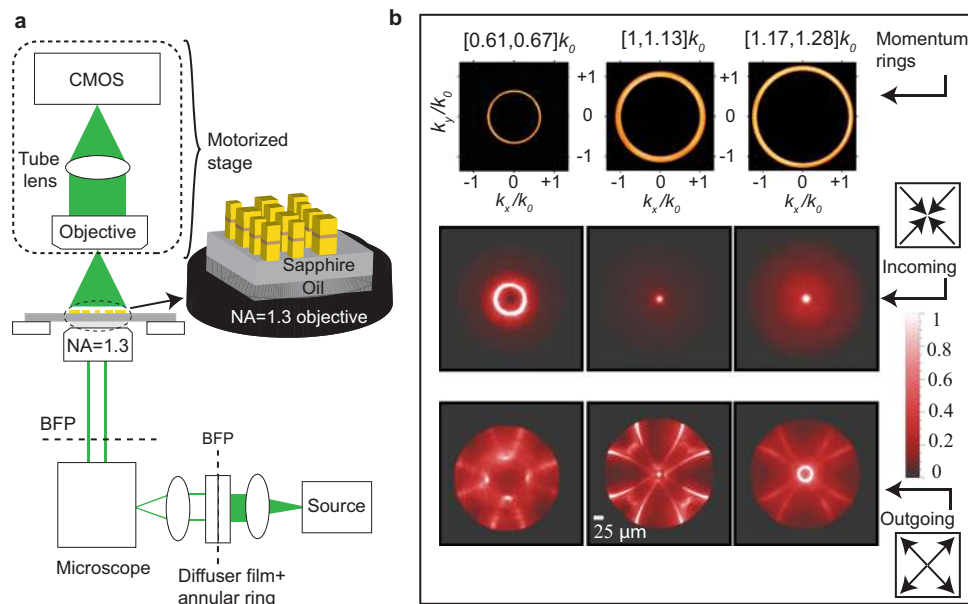 a
CMOS
Tube
lens
Motorized
stage
Objective
Sapphire
Oil
NA=1.3 objective
NA=1.3
BFP
BFP
Source
Microscope
Diffuser film+
annular ring
b
[0.61,0.67]k0
[1,1.13]k0
[1.17,1.28]k0
Momentum
rings
ky/k0
+1
0
-1
+1
0
-1
+1
0
-1
-1 0 +1
-1 0 +1
-1 0 +1
kx/k0
kx/k0
kx/k0
Incoming
1
0.8
0.6
0.4
0.2
0
25 µm
Outgoing